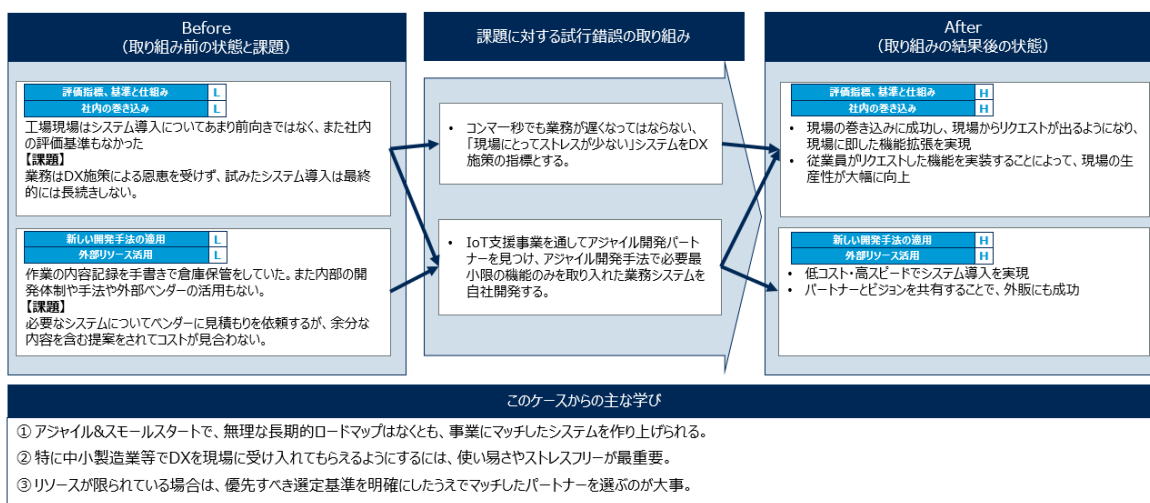 Before
（取り組み前の状態と課題）
評価指標、基準と仕組み L
社内の巻き込み L
工場現場はシステム導入についてあまり前向きではなく、また社内
の評価基準もなかった
【課題】
業務はDX施策による恩恵を受けず、試みたシステム導入は最終
的には長続きしない。
新しい開発手法の適用 L
外部リソース活用 L
作業の内容記録を手書きで倉庫保管をしていた。また内部の開
発体制や手法や外部ベンダーの活用もない。
【課題】
必要なシステムについてベンダーに見積もりを依頼するが、余分な
内容を含む提案をされてコストが見合わない。
課題に対する試行錯誤の取り組み
• コンマ一秒でも業務が遅くなってはならない、
「現場にとってストレスが少ない」システムをDX
施策の指標とする。
• IoT支援事業を通してアジャイル開発パート
ナーを見つけ、アジャイル開発手法で必要最
小限の機能のみを取り入れた業務システムを
自社開発する。
After
（取り組みの結果後の状態）
評価指標、基準と仕組み H
社内の巻き込み H
• 現場の巻き込みに成功し、現場からリクエストが出るようになり、
現場に即した機能拡張を実現
• 従業員がリクエストした機能を実装することによって、現場の生
産性が大幅に向上
新しい開発手法の適用 H
外部リソース活用 H
• 低コスト・高スピードでシステム導入を実現
• パートナーとビジョンを共有することで、外販にも成功
このケースからの主な学び
① アジャイル&スモールスタートで、無理な長期的ロードマップはなくとも、事業にマッチしたシステムを作り上げられる。
② 特に中小製造業等でDXを現場に受け入れてもらえるようにするには、使い易さやストレスフリーが最重要。
③ リソースが限られている場合は、優先すべき選定基準を明確にしたうえでマッチしたパートナーを選ぶのが大事。